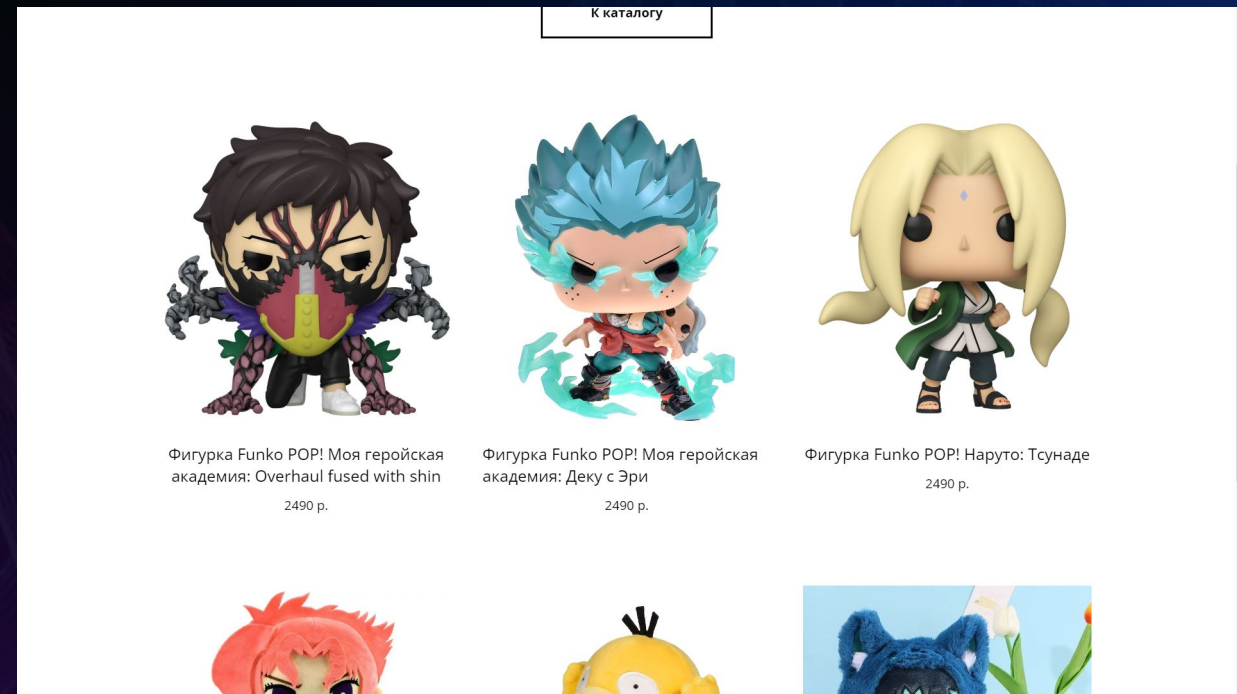 К каталогу
Фигурка Funko POP! Моя геройская
академия: Overhaul fused with shin
2490 р.
Фигурка Funko POP! Моя геройская
академия: Деку с Эри
2490 р.
Фигурка Funko POP! Наруто: Тсунаде
2490 р.